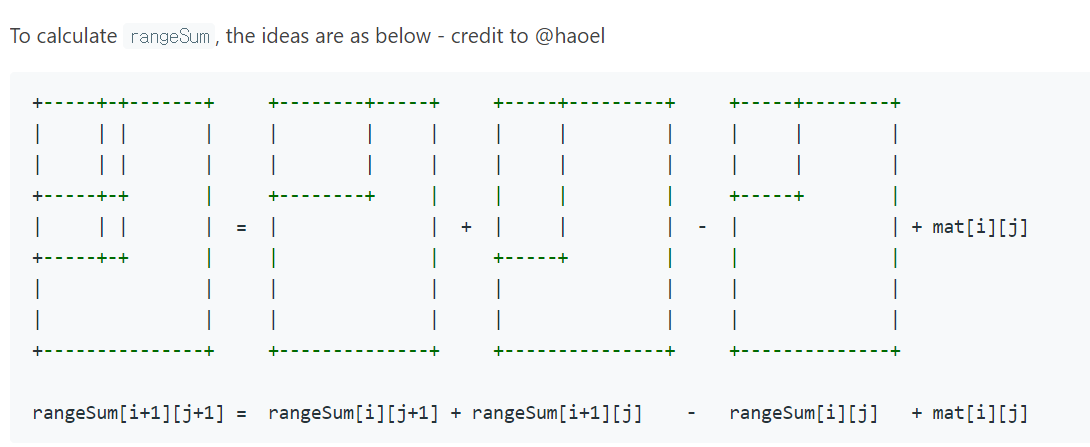 To calculate rangeSum, the ideas are as below - credit to @haoel
+-----+-+-------+     +--------+-----+     +-----+---------+     +-----+--------+
|     | |       |     |        |     |     |     |         |     |     |        |
|     | |       |     |        |     |     |     |         |     |     |        |
+-----+-+       |     +--------+     |     |     |         |     +-----+        |
|     | |       |  =  |              |  +  |     |         |  -  |              | + mat[i][j]
+-----+-+       |     |              |     +-----+         |     |              |
|               |     |              |     |               |     |              |
|               |     |              |     |               |     |              |
+---------------+     +--------------+     +---------------+     +--------------+
rangeSum[i+1][j+1] =  rangeSum[i][j+1] + rangeSum[i+1][j]    -   rangeSum[i][j]   + mat[i][j]